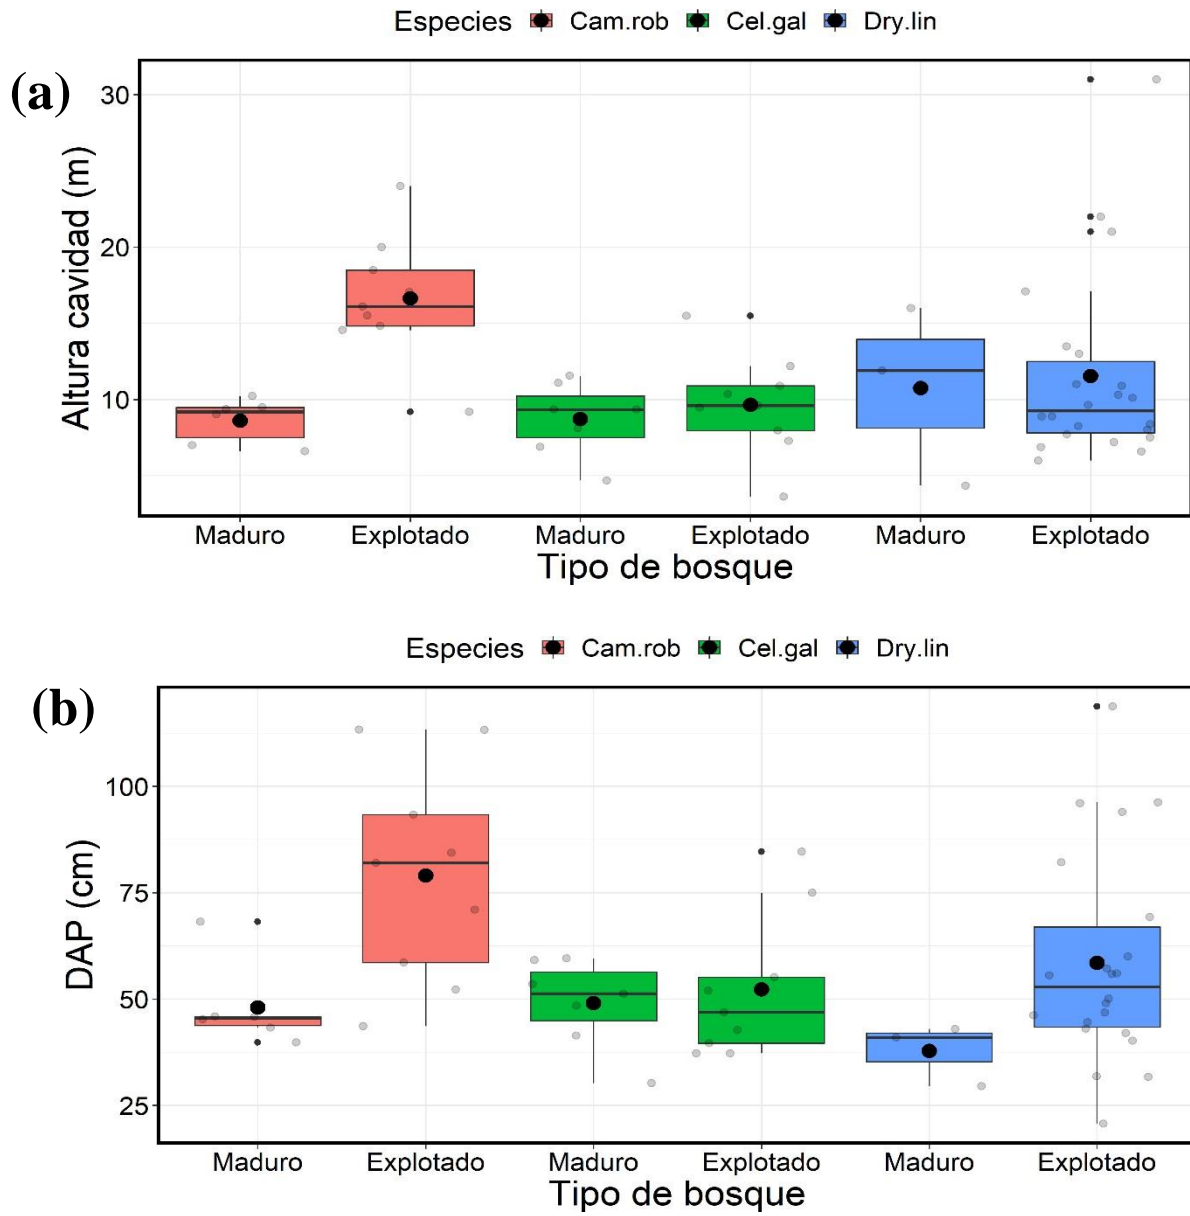 Especies Cam.rob Cel.gal Dry.lin
(a)
Altura cavidad (m)
30
20
10
Maduro Explotado Maduro Explotado Maduro Explotado
Tipo de bosque
Especies Cam.rob Cel.gal Dry.lin
(b)
DAP (cm)
100
75
50
25
Maduro Explotado Maduro Explotado Maduro Explotado
Tipo de bosque